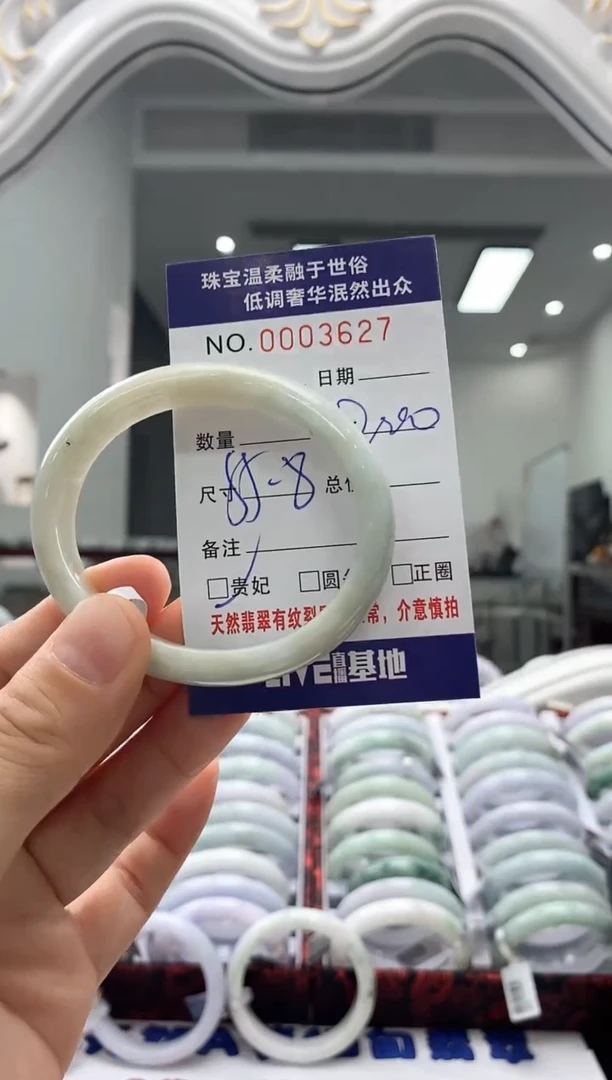 珠宝温柔融于世俗
低调奢华泯然出众
NO.0003627
日期
数量
尺寸 55-8 总
备注
□贵妃 □圆 □正圈
天然翡翠有纹裂 常，介意慎拍
LIVE直播基地